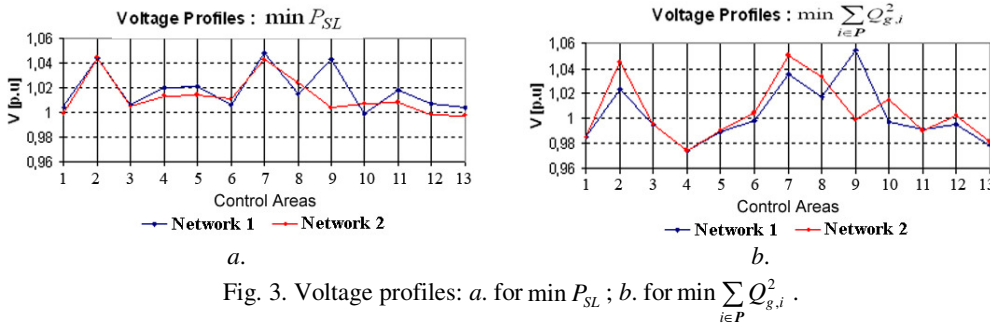 Voltage Profiles : min P_SL
V [p.u]
1,06
1,04
1,02
1
0,98
0,96
1 2 3 4 5 6 7 8 9 10 11 12 13
Control Areas
Network 1 Network 2
a.
Voltage Profiles : min ∑_{i∈P} Q²_{g,i}
V [p.u]
1,06
1,04
1,02
1,00
0,98
0,96
1 2 3 4 5 6 7 8 9 10 11 12 13
Control Areas
Network 1 Network 2
b.
Fig. 3. Voltage profiles: a. for min P_SL ; b. for min ∑_{i∈P} Q²_{g,i} .